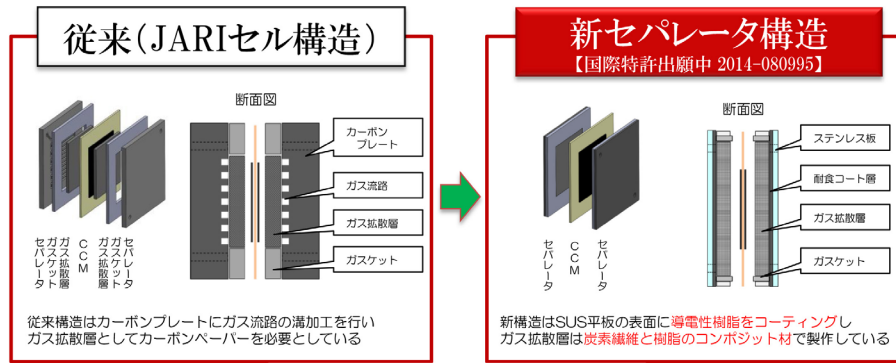 従来(JARIセル構造)
断面図
カーボン
プレート
ガス流路
ガス拡散層
ガスケット
セパレータ
ガスケット
ガス拡散層
CCM
ガス拡散層
ガスケット
セパレータ
従来構造はカーボンプレートにガス流路の溝加工を行い
ガス拡散層としてカーボンペーパーを必要としている
新セパレータ構造
【国際特許出願中 2014-080995】
断面図
ステンレス板
耐食コート層
ガス拡散層
ガスケット
セパレータ
CCM
セパレータ
新構造はSUS平板の表面に導電性樹脂をコーティングし
ガス拡散層は炭素繊維と樹脂のコンポジット材で製作している